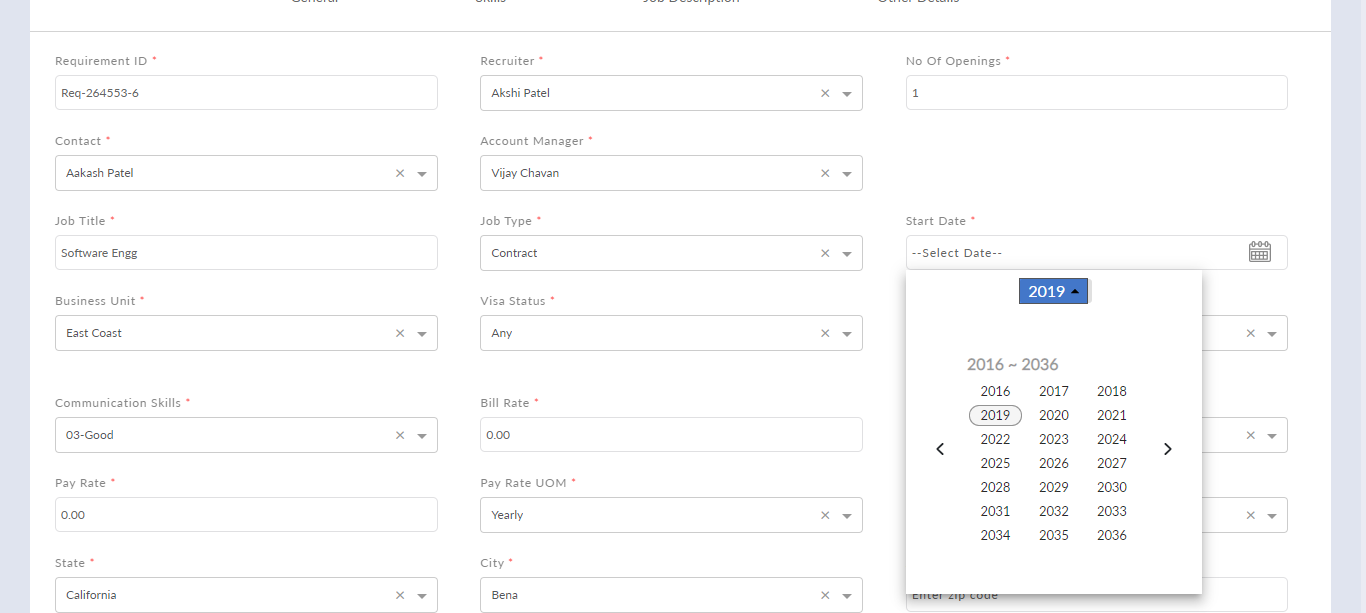 General Skills Job Description Other Details
Requirement ID * Recruiter * No Of Openings *
Req-264553-6 Akshi Patel 1
Contact * Account Manager *
Aakash Patel Vijay Chavan
Job Title * Job Type * Start Date *
Software Engg Contract --Select Date--
2019
Business Unit * Visa Status *
East Coast Any
2016 ~ 2036
2016 2017 2018
Communication Skills * Bill Rate *
2019 2020 2021
03-Good 0.00
2022 2023 2024
2025 2026 2027
Pay Rate * Pay Rate UOM *
2028 2029 2030
0.00 Yearly
2031 2032 2033
2034 2035 2036
State * City *
California Bena Enter zip code